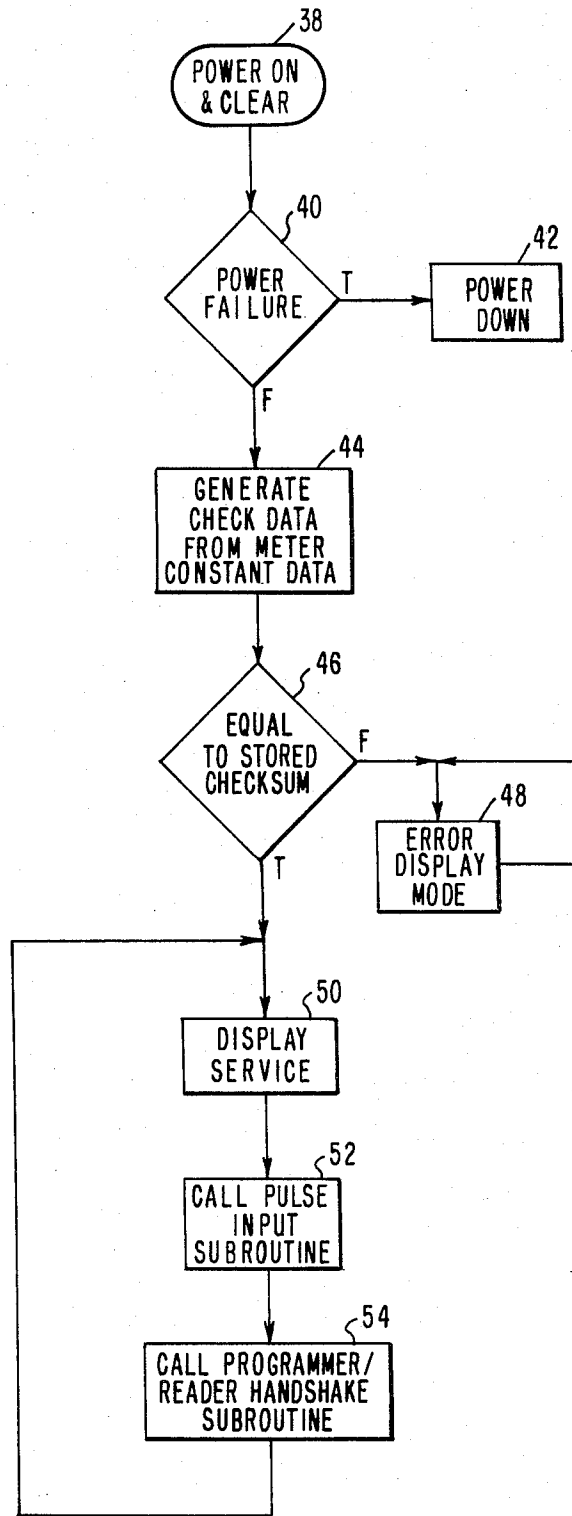 38
POWER ON
& CLEAR
40
POWER
FAILURE
T
42
POWER
DOWN
F
44
GENERATE
CHECK DATA
FROM METER
CONSTANT DATA
46
EQUAL
TO STORED
CHECKSUM
F
48
ERROR
DISPLAY
MODE
T
50
DISPLAY
SERVICE
52
CALL PULSE
INPUT
SUBROUTINE
54
CALL PROGRAMMER/
READER HANDSHAKE
SUBROUTINE